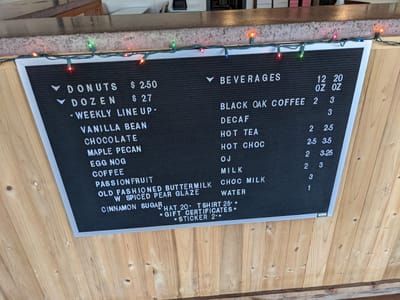 DONUTS $2.50
DOZEN $27
-WEEKLY LINEUP-
VANILLA BEAN
CHOCOLATE
MAPLE PECAN
EGG NOG
COFFEE
PASSIONFRUIT
OLD FASHIONED BUTTERMILK
W SPICED PEAR GLAZE
CINNAMON SUGAR
BEVERAGES 12 OZ 20 OZ
BLACK OAK COFFEE 2 3
DECAF 3
HOT TEA 2 2.5
HOT CHOC 2.5 3.5
OJ 2 3.25
MILK 2 3
CHOC MILK 3
WATER 1
HAT 20- T SHIRT 25-
•GIFT CERTIFICATES•
•STICKER 2-•